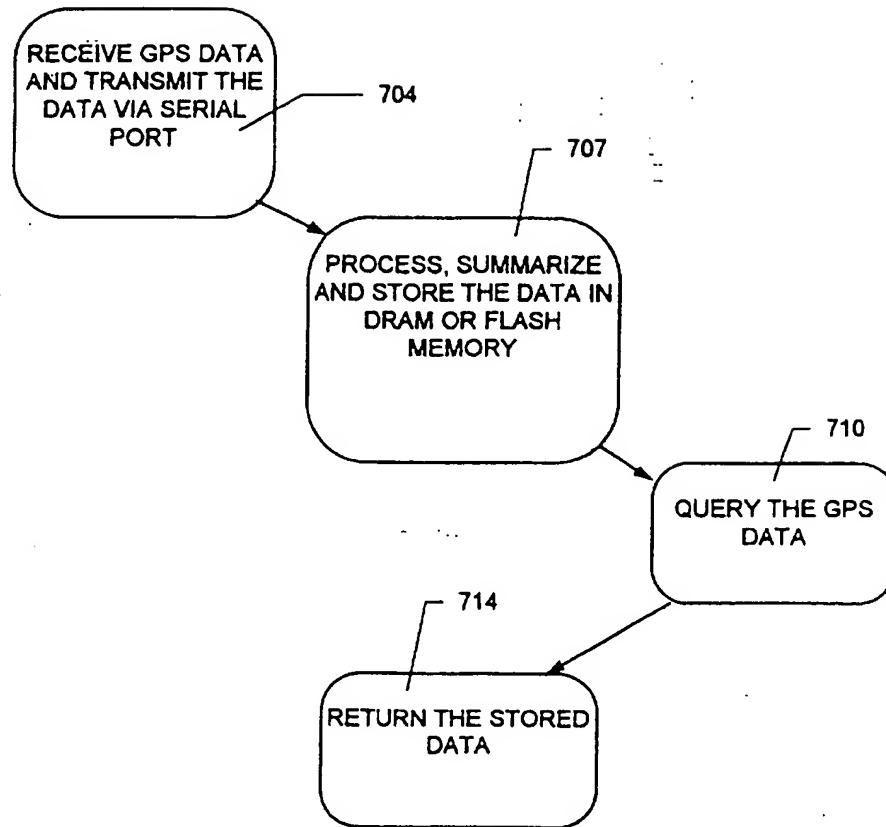 RECEIVE GPS DATA
AND TRANSMIT THE
DATA VIA SERIAL
PORT
704
707
PROCESS, SUMMARIZE
AND STORE THE DATA IN
DRAM OR FLASH
MEMORY
710
QUERY THE GPS
DATA
714
RETURN THE STORED
DATA